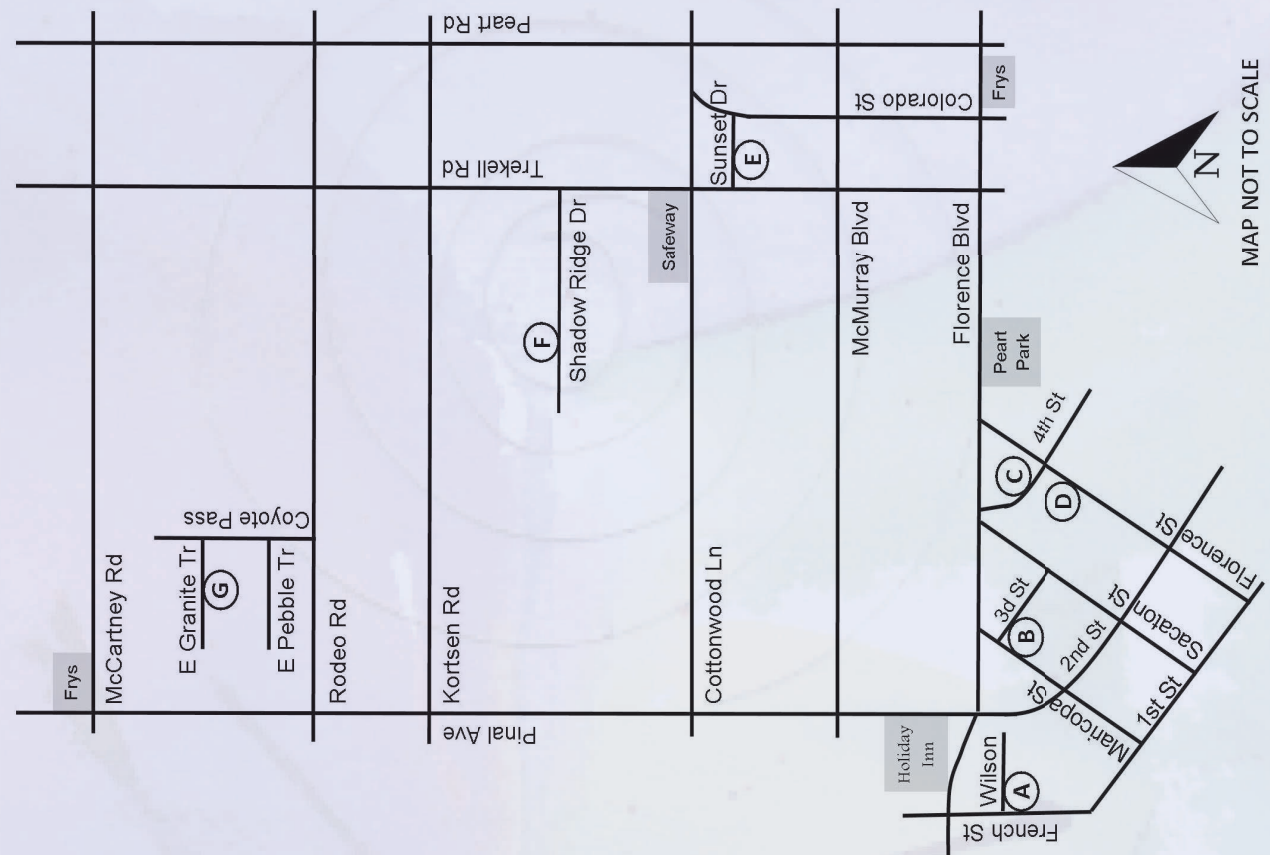 Frys
McCartney Rd
E Granite Tr
G
E Pebble Tr
Coyote Pass
Rodeo Rd
Kortsen Rd
Pinal Ave
Peart Rd
Trekell Rd
F
Shadow Ridge Dr
Safeway
Cottonwood Ln
Sunset Dr
E
Colorado St
McMurray Blvd
Florence Blvd
Frys
Holiday
Inn
Wilson
A
French St
Peart
Park
3d St
B
2nd St
Maricopa St
1st St
Sacaton St
C
4th St
D
Florence St
N
MAP NOT TO SCALE